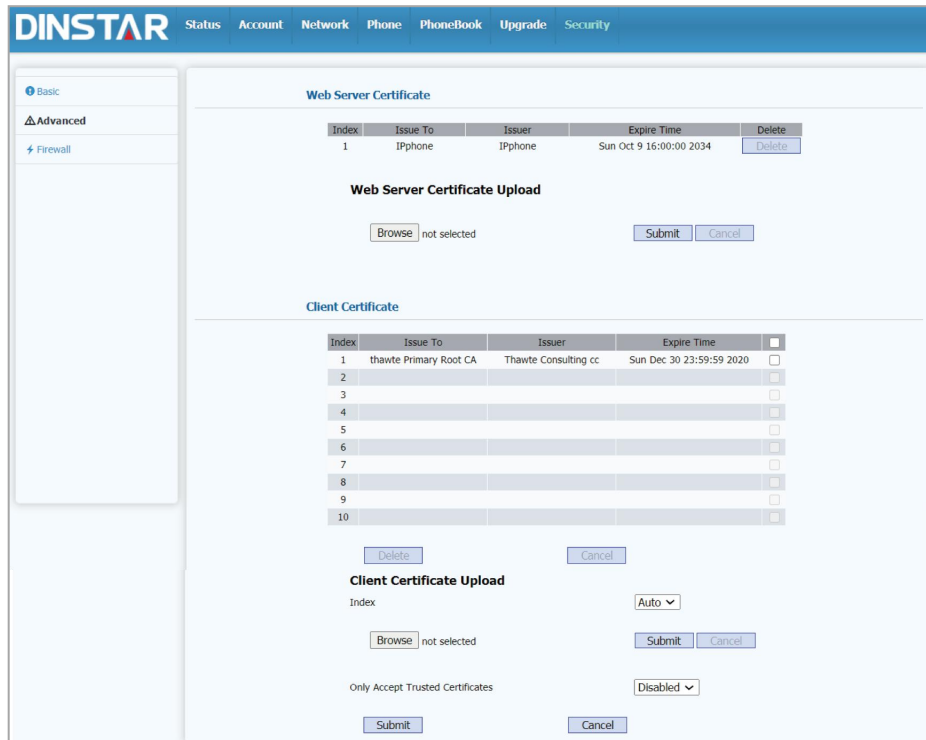 DINSTAR Status Account Network Phone PhoneBook Upgrade Security
Basic
Advanced
Firewall
Web Server Certificate
Index Issue To Issuer Expire Time Delete
1 IPphone IPphone Sun Oct 9 16:00:00 2034 Delete
Web Server Certificate Upload
Browse not selected Submit Cancel
Client Certificate
Index Issue To Issuer Expire Time
1 thawte Primary Root CA Thawte Consulting cc Sun Dec 30 23:59:59 2020
2
3
4
5
6
7
8
9
10
Delete Cancel
Client Certificate Upload
Index Auto
Browse not selected Submit Cancel
Only Accept Trusted Certificates Disabled
Submit Cancel